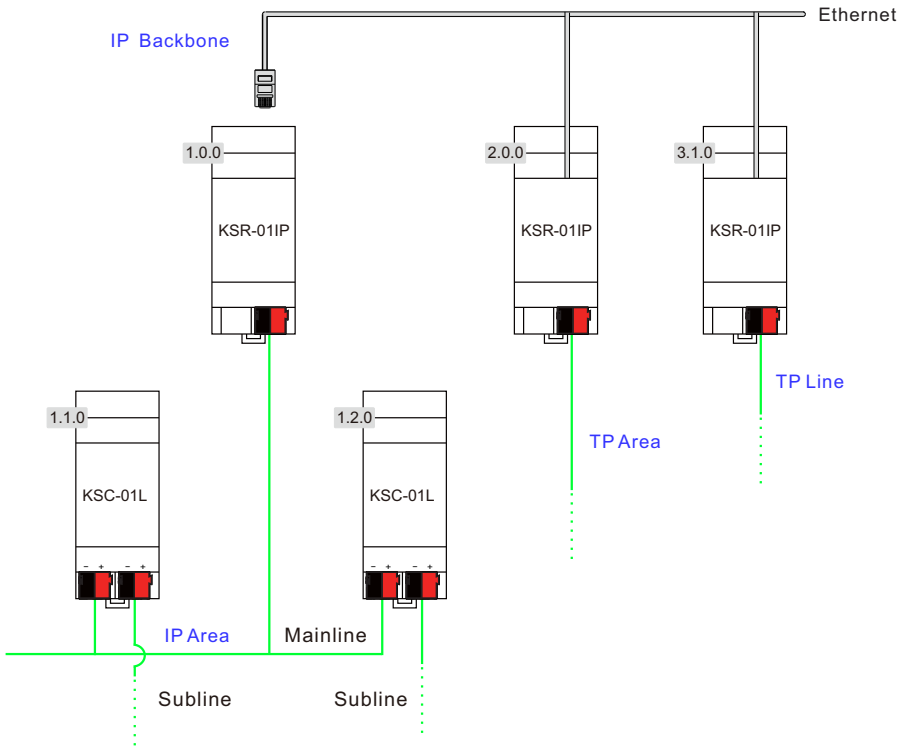 Ethernet
IP Backbone
1.0.0
2.0.0
3.1.0
KSR-01IP
KSR-01IP
KSR-01IP
TP Line
1.1.0
1.2.0
TP Area
KSC-01L
KSC-01L
− + − +
− + − +
IP Area
Mainline
Subline
Subline